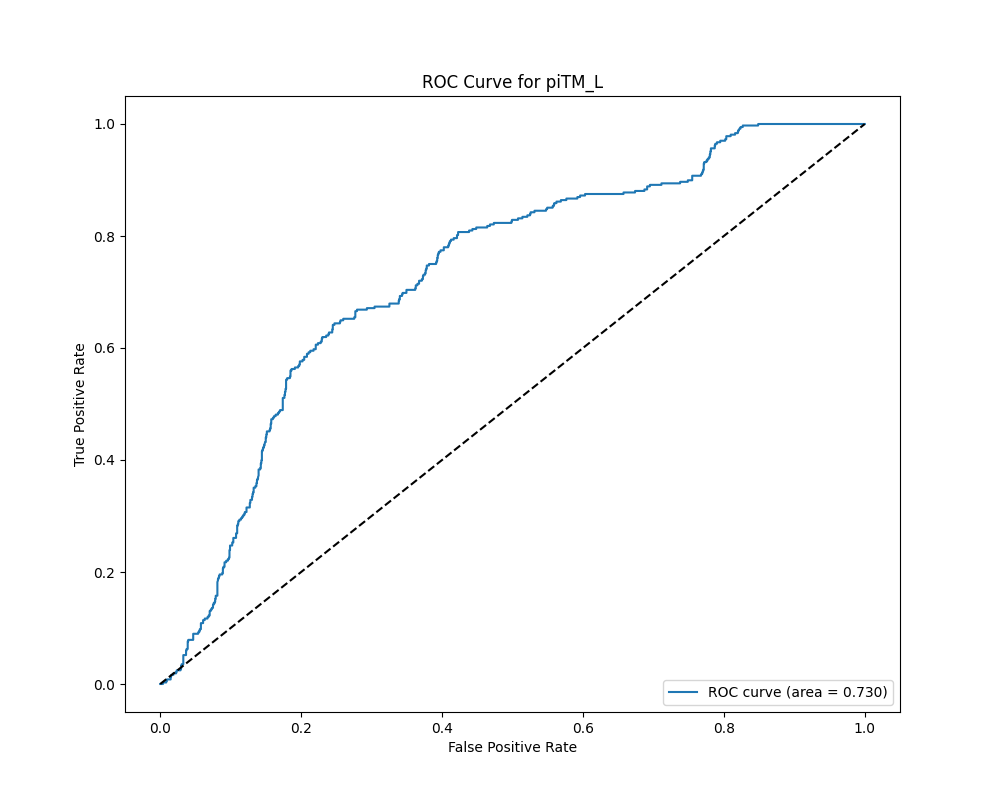 ROC Curve for piTM_L
True Positive Rate
1.0
0.8
0.6
0.4
0.2
0.0
0.0 0.2 0.4 0.6 0.8 1.0
False Positive Rate
ROC curve (area = 0.730)